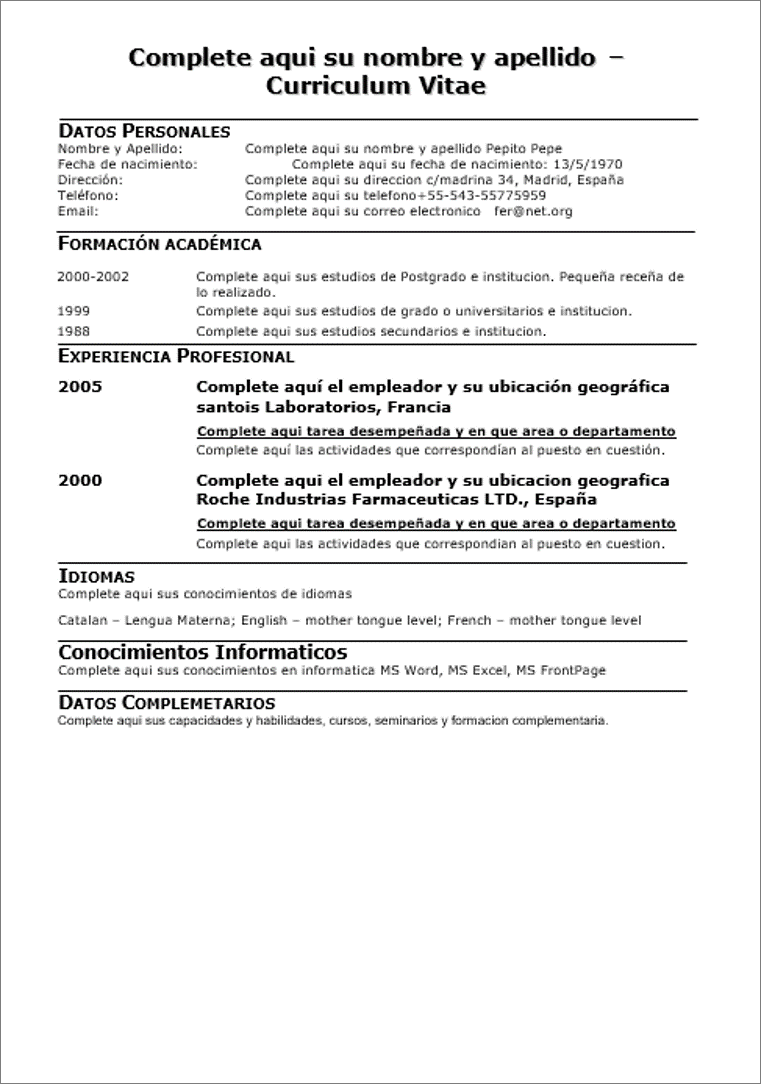 Complete aqui su nombre y apellido –
Curriculum Vitae
DATOS PERSONALES
Nombre y Apellido: Complete aqui su nombre y apellido Pepito Pepe
Fecha de nacimiento: Complete aqui su fecha de nacimiento: 13/5/1970
Dirección: Complete aqui su direccion c/madrina 34, Madrid, España
Teléfono: Complete aqui su telefono+55-543-55775959
Email: Complete aqui su correo electronico fer@net.org
FORMACIÓN ACADÉMICA
2000-2002 Complete aqui sus estudios de Postgrado e institucion. Pequeña receña de
lo realizado.
1999 Complete aqui sus estudios de grado o universitarios e institucion.
1988 Complete aqui sus estudios secundarios e institucion.
EXPERIENCIA PROFESIONAL
2005 Complete aquí el empleador y su ubicación geográfica
santois Laboratorios, Francia
Complete aqui tarea desempeñada y en que area o departamento
Complete aquí las actividades que correspondían al puesto en cuestión.
2000 Complete aqui el empleador y su ubicacion geografica
Roche Industrias Farmaceuticas LTD., España
Complete aqui tarea desempeñada y en que area o departamento
Complete aqui las actividades que correspondian al puesto en cuestion.
IDIOMAS
Complete aqui sus conocimientos de idiomas
Catalan – Lengua Materna; English – mother tongue level; French – mother tongue level
Conocimientos Informaticos
Complete aqui sus conocimientos en informatica MS Word, MS Excel, MS FrontPage
DATOS COMPLEMETARIOS
Complete aqui sus capacidades y habilidades, cursos, seminarios y formacion complementaria.